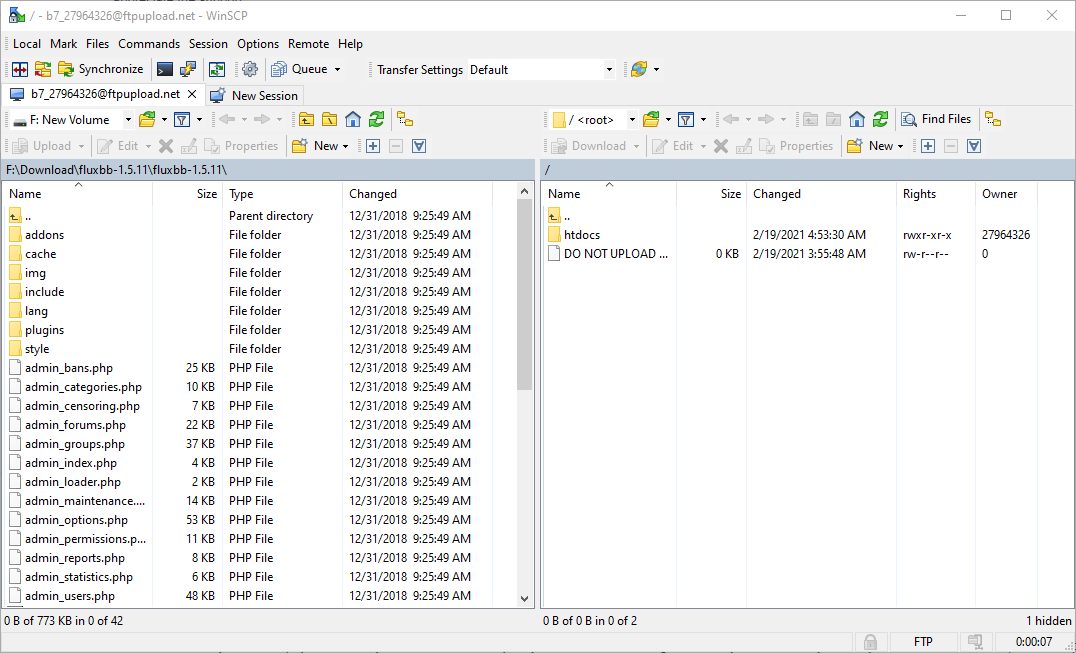 / - b7_27964326@ftpupload.net - WinSCP
Local Mark Files Commands Session Options Remote Help
Synchronize Queue Transfer Settings Default
b7_27964326@ftpupload.net New Session
F: New Volume / <root> Find Files
Upload Edit Properties New Download Edit Properties New
F:\Download\fluxbb-1.5.11\fluxbb-1.5.11\ /
Name Size Type Changed Name Size Changed Rights Owner
.. Parent directory 12/31/2018 9:25:49 AM ..
addons File folder 12/31/2018 9:25:49 AM htdocs 2/19/2021 4:53:30 AM rwxr-xr-x 27964326
cache File folder 12/31/2018 9:25:49 AM DO NOT UPLOAD ... 0 KB 2/19/2021 3:55:48 AM rw-r--r-- 0
img File folder 12/31/2018 9:25:49 AM
include File folder 12/31/2018 9:25:49 AM
lang File folder 12/31/2018 9:25:49 AM
plugins File folder 12/31/2018 9:25:49 AM
style File folder 12/31/2018 9:25:49 AM
admin_bans.php 25 KB PHP File 12/31/2018 9:25:49 AM
admin_categories.php 10 KB PHP File 12/31/2018 9:25:49 AM
admin_censoring.php 7 KB PHP File 12/31/2018 9:25:49 AM
admin_forums.php 22 KB PHP File 12/31/2018 9:25:49 AM
admin_groups.php 37 KB PHP File 12/31/2018 9:25:49 AM
admin_index.php 4 KB PHP File 12/31/2018 9:25:49 AM
admin_loader.php 2 KB PHP File 12/31/2018 9:25:49 AM
admin_maintenance.... 14 KB PHP File 12/31/2018 9:25:49 AM
admin_options.php 53 KB PHP File 12/31/2018 9:25:49 AM
admin_permissions.p... 11 KB PHP File 12/31/2018 9:25:49 AM
admin_reports.php 8 KB PHP File 12/31/2018 9:25:49 AM
admin_statistics.php 6 KB PHP File 12/31/2018 9:25:49 AM
admin_users.php 48 KB PHP File 12/31/2018 9:25:49 AM
0 B of 773 KB in 0 of 42 0 B of 0 B in 0 of 2 1 hidden
FTP 0:00:07